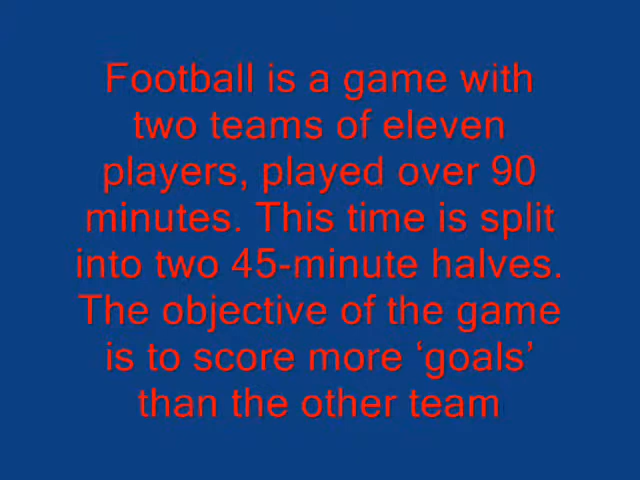 Football is a game with
two teams of eleven
players, played over 90
minutes. This time is split
into two 45-minute halves.
The objective of the game
is to score more ‘goals’
than the other team